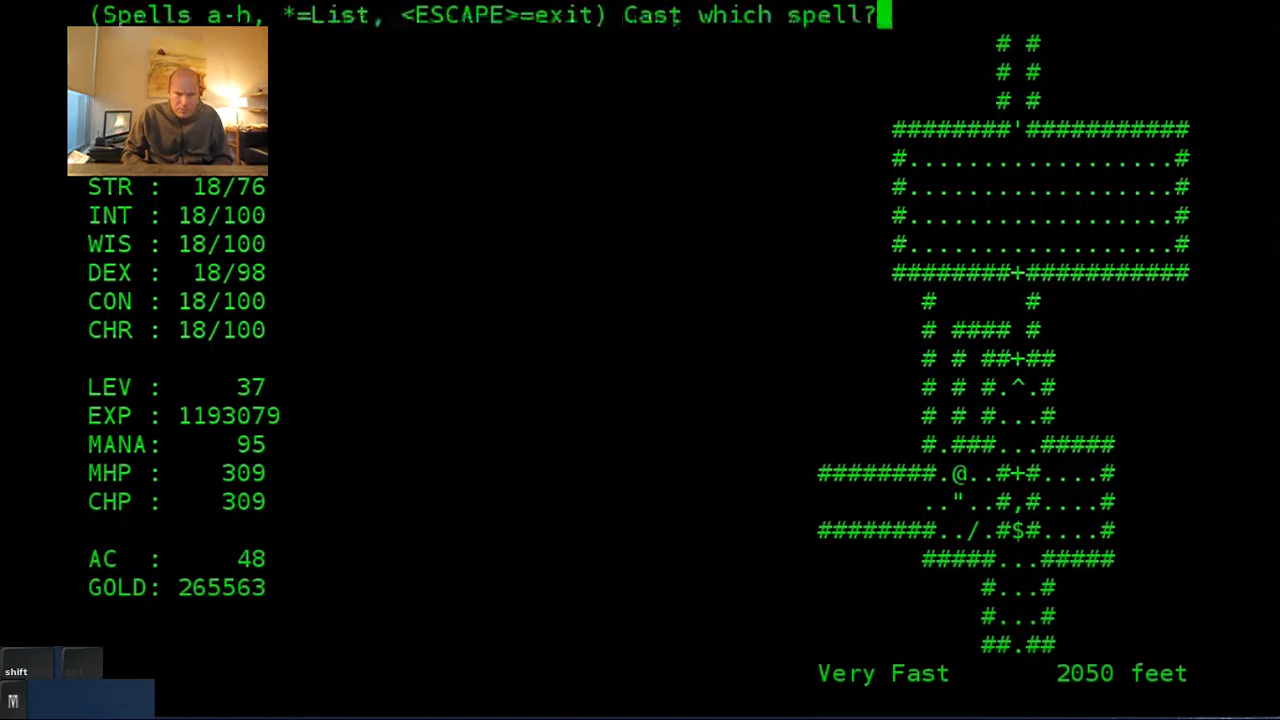 (Spells a-h, *=List, <ESCAPE>=exit) Cast which spell?
# #
# #
# #
########'###########
#..................#
#..................#
#..................#
#..................#
########+###########
#      #
# #### #
# # ##+##
# # #.^.#
# # #...#
#.###...#####
########.@..#+#....#
.."..#,#....#
########../.#$#....#
#####...#####
#...#
#...#
##.##
STR :  18/76
INT : 18/100
WIS : 18/100
DEX :  18/98
CON : 18/100
CHR : 18/100
LEV :     37
EXP : 1193079
MANA:     95
MHP :    309
CHP :    309
AC  :     48
GOLD: 265563
Very Fast       2050 feet
shift
M